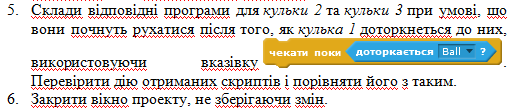 5. Склади відповідні програми для кульки 2 та кульки 3 при умові, що
вони почнуть рухатися після того, як кулька 1 доторкнеться до них,
використовуючи вказівку чекати поки доторкається Ball ? .
Перевірити дію отриманих скриптів і порівняти його з таким.
6. Закрити вікно проекту, не зберігаючи змін.